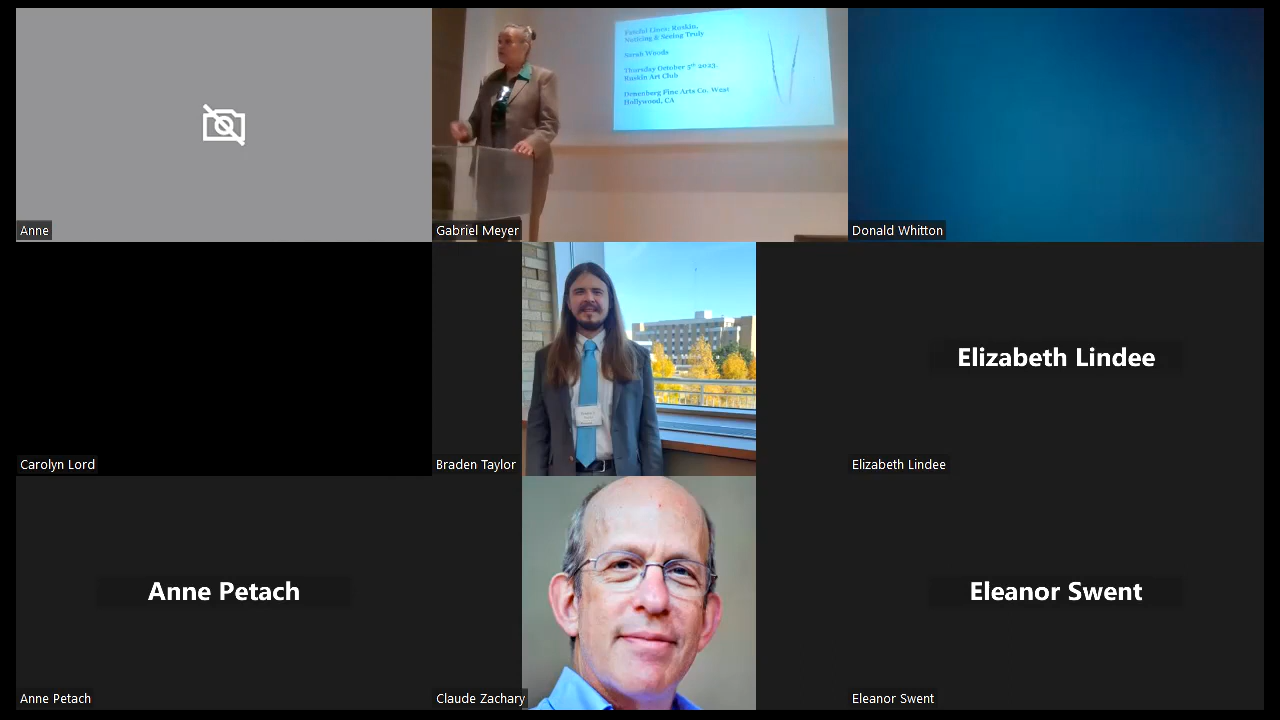 Faithful Lines: Ruskin,
Noticing & Seeing Truly
Sarah Woods
Thursday October 5th 2023.
Ruskin Art Club
Denenberg Fine Arts Co. West
Hollywood, CA
Anne
Gabriel Meyer
Donald Whitton
Elizabeth Lindee
Carolyn Lord
Braden Taylor
Elizabeth Lindee
Anne Petach
Eleanor Swent
Anne Petach
Claude Zachary
Eleanor Swent